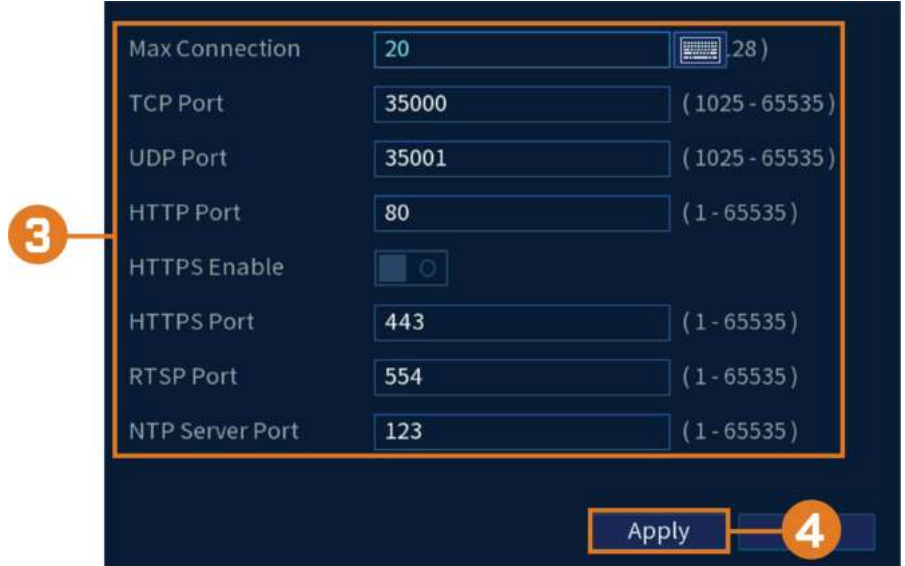 Max Connection 20 28 )
TCP Port 35000 ( 1025 - 65535 )
UDP Port 35001 ( 1025 - 65535 )
HTTP Port 80 ( 1 - 65535 )
3
HTTPS Enable
HTTPS Port 443 ( 1 - 65535 )
RTSP Port 554 ( 1 - 65535 )
NTP Server Port 123 ( 1 - 65535 )
Apply 4